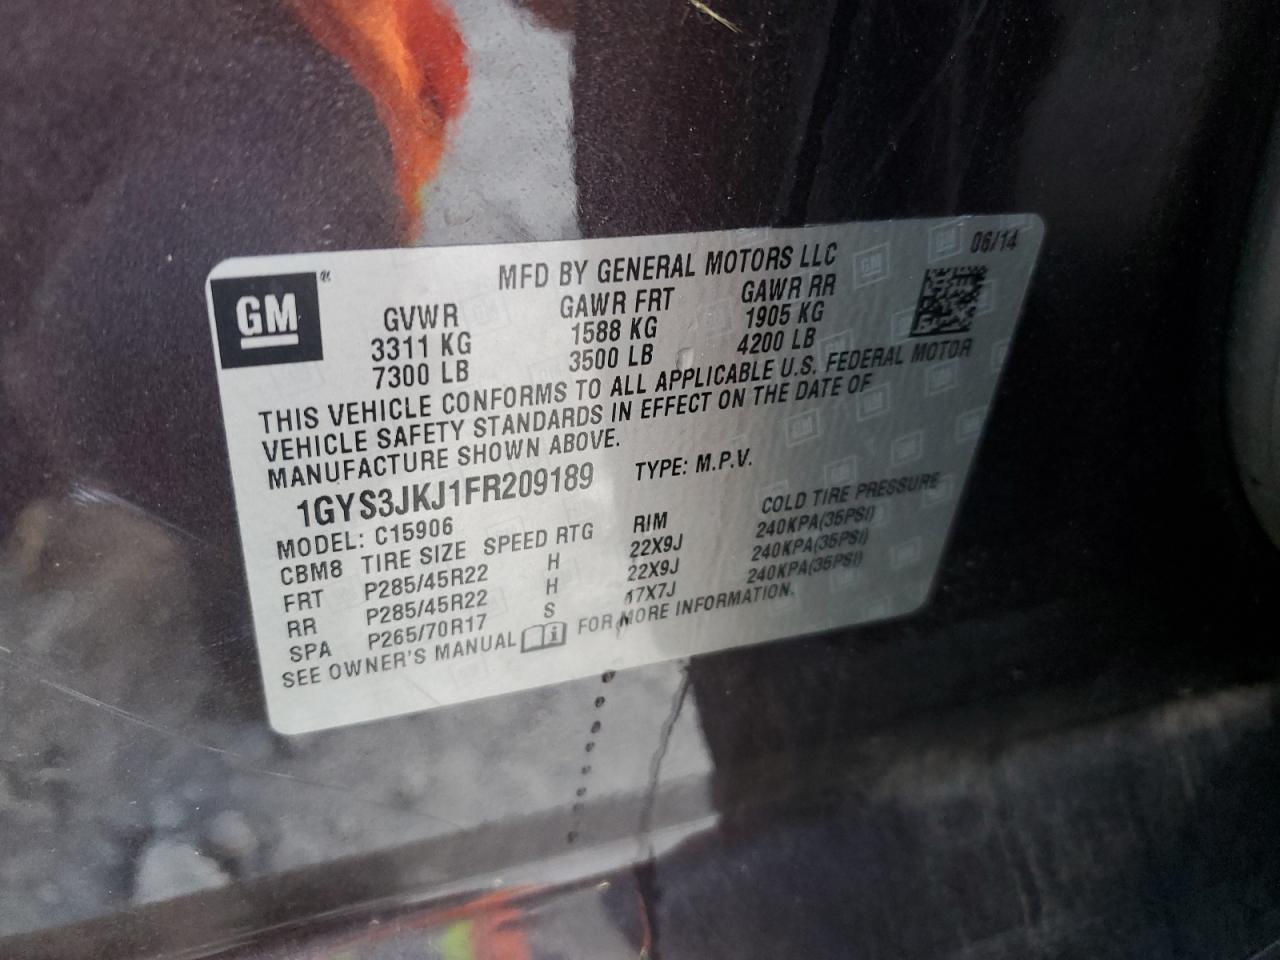 GM ®
MFD BY GENERAL MOTORS LLC 06/14
GVWR GAWR FRT GAWR RR
3311 KG 1588 KG 1905 KG
7300 LB 3500 LB 4200 LB
THIS VEHICLE CONFORMS TO ALL APPLICABLE U.S. FEDERAL MOTOR
VEHICLE SAFETY STANDARDS IN EFFECT ON THE DATE OF
MANUFACTURE SHOWN ABOVE.
1GYS3JKJ1FR209189 TYPE: M.P.V.
MODEL: C15906
CBM8 TIRE SIZE SPEED RTG RIM COLD TIRE PRESSURE
FRT P285/45R22 H 22X9J 240KPA(35PSI)
RR P285/45R22 H 22X9J 240KPA(35PSI)
SPA P265/70R17 S 17X7J 240KPA(35PSI)
SEE OWNER'S MANUAL i FOR MORE INFORMATION.